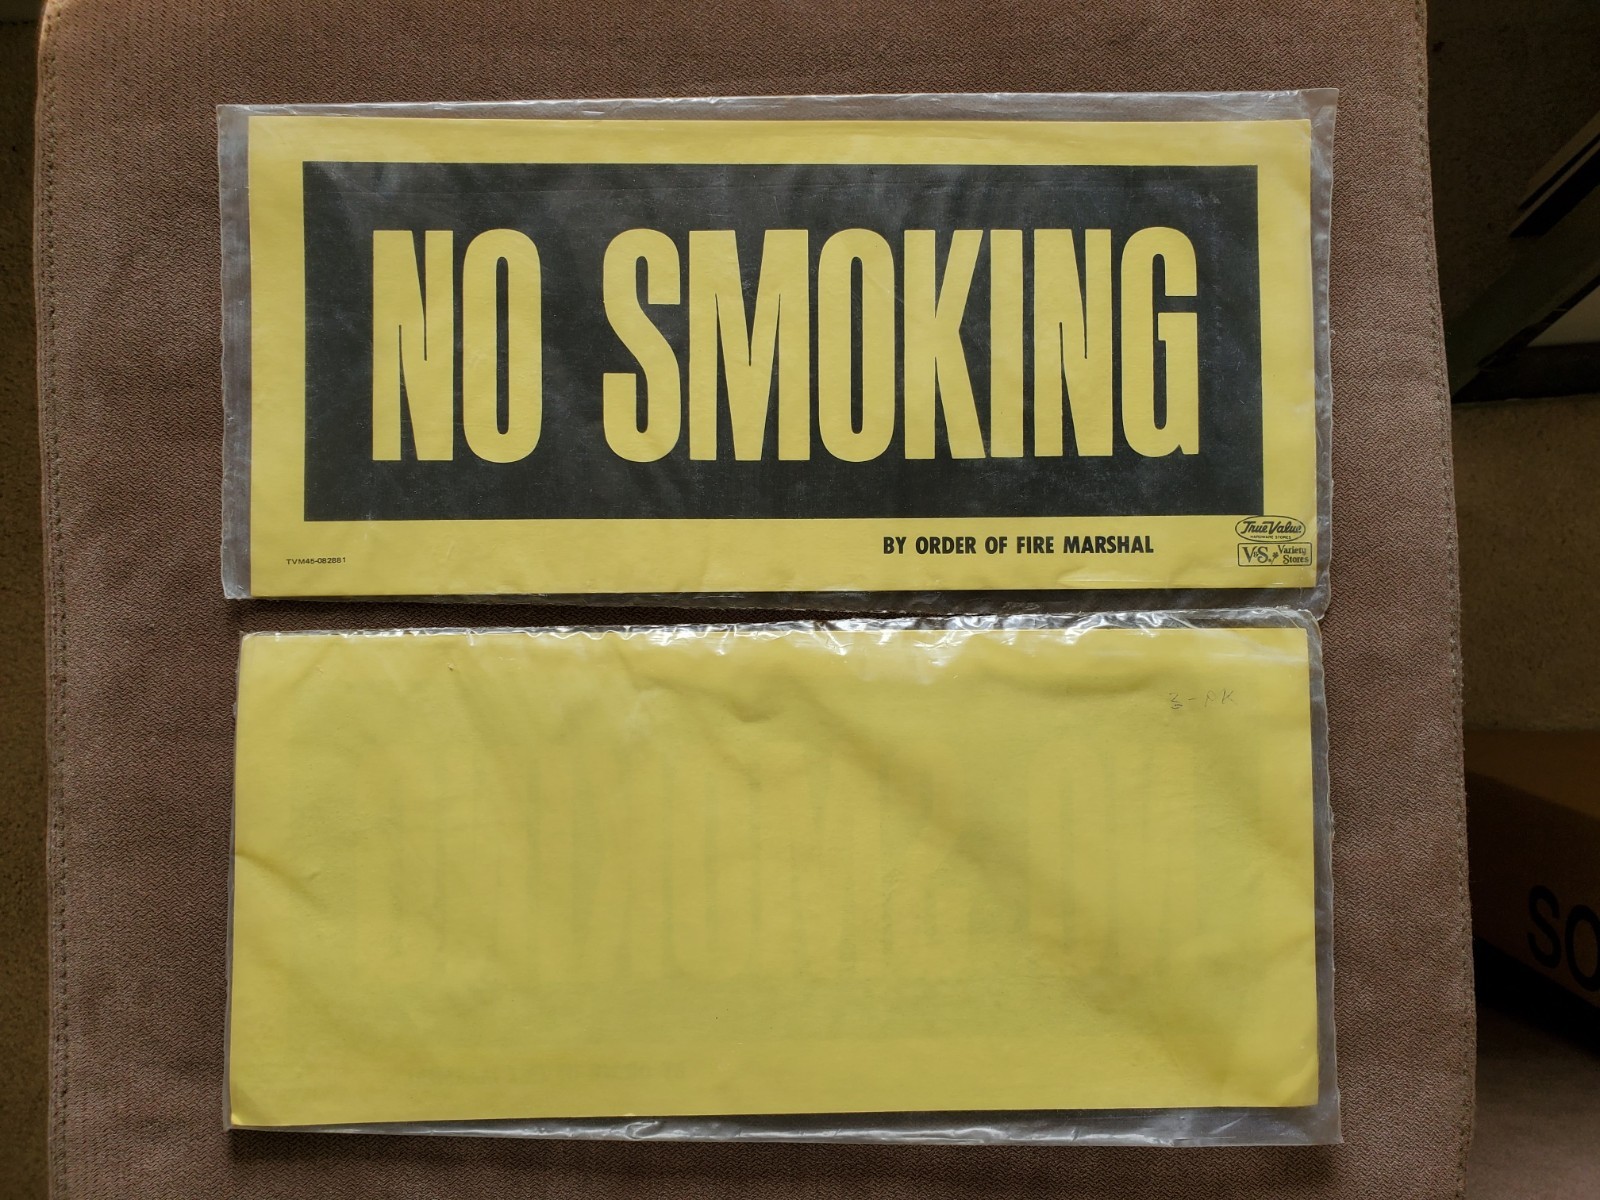 NO SMOKING
BY ORDER OF FIRE MARSHAL
TVM45-082881
True Value
HARDWARE STORES
V&S Variety
Stores
3-PK
SO